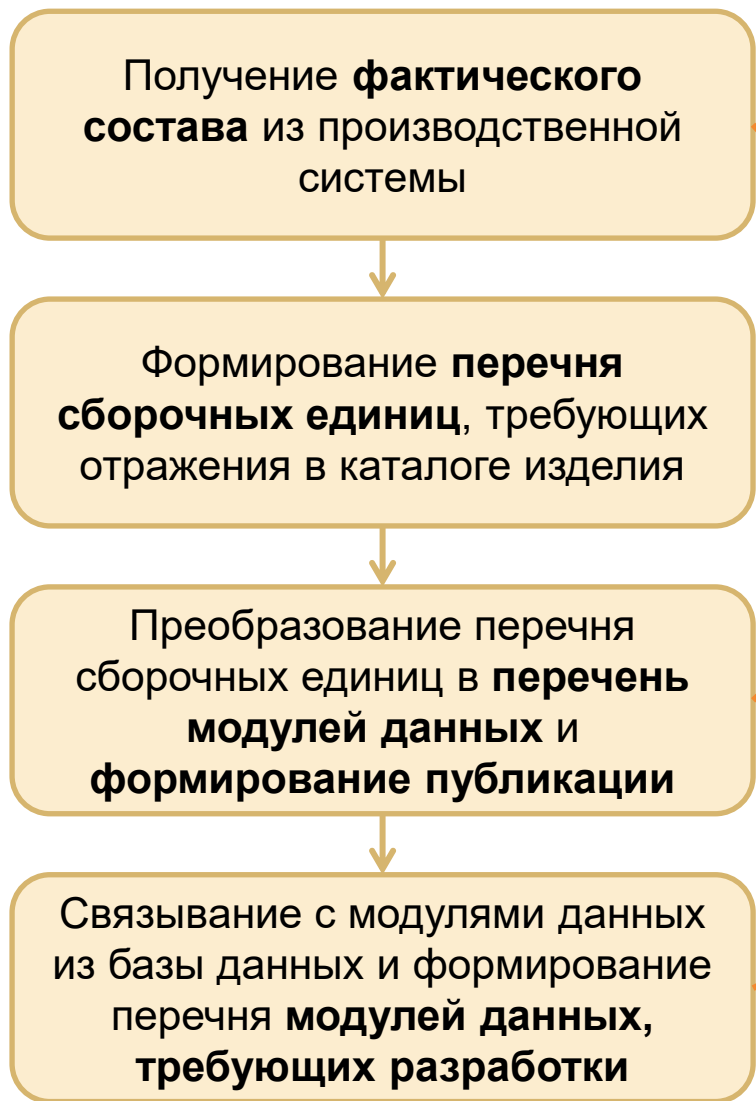 Получение фактического
состава из производственной
системы
Формирование перечня
сборочных единиц, требующих
отражения в каталоге изделия
Преобразование перечня
сборочных единиц в перечень
модулей данных и
формирование публикации
Связывание с модулями данных
из базы данных и формирование
перечня модулей данных,
требующих разработки